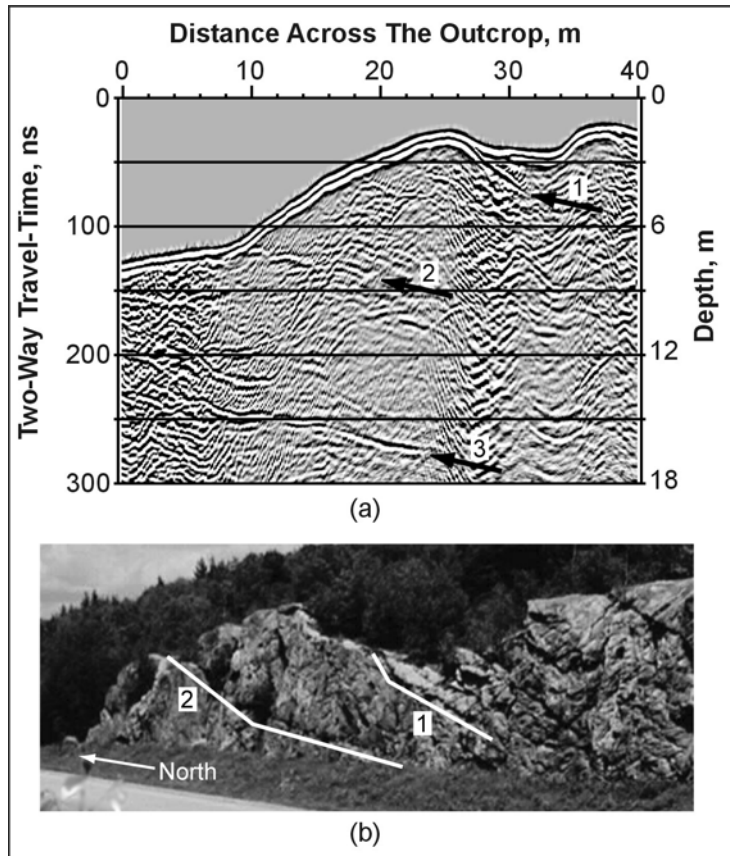 Distance Across The Outcrop, m
0 10 20 30 40
Two-Way Travel-Time, ns
0 0
100 6
200 12
300 18
Depth, m
1
2
3
(a)
2
1
North
(b)